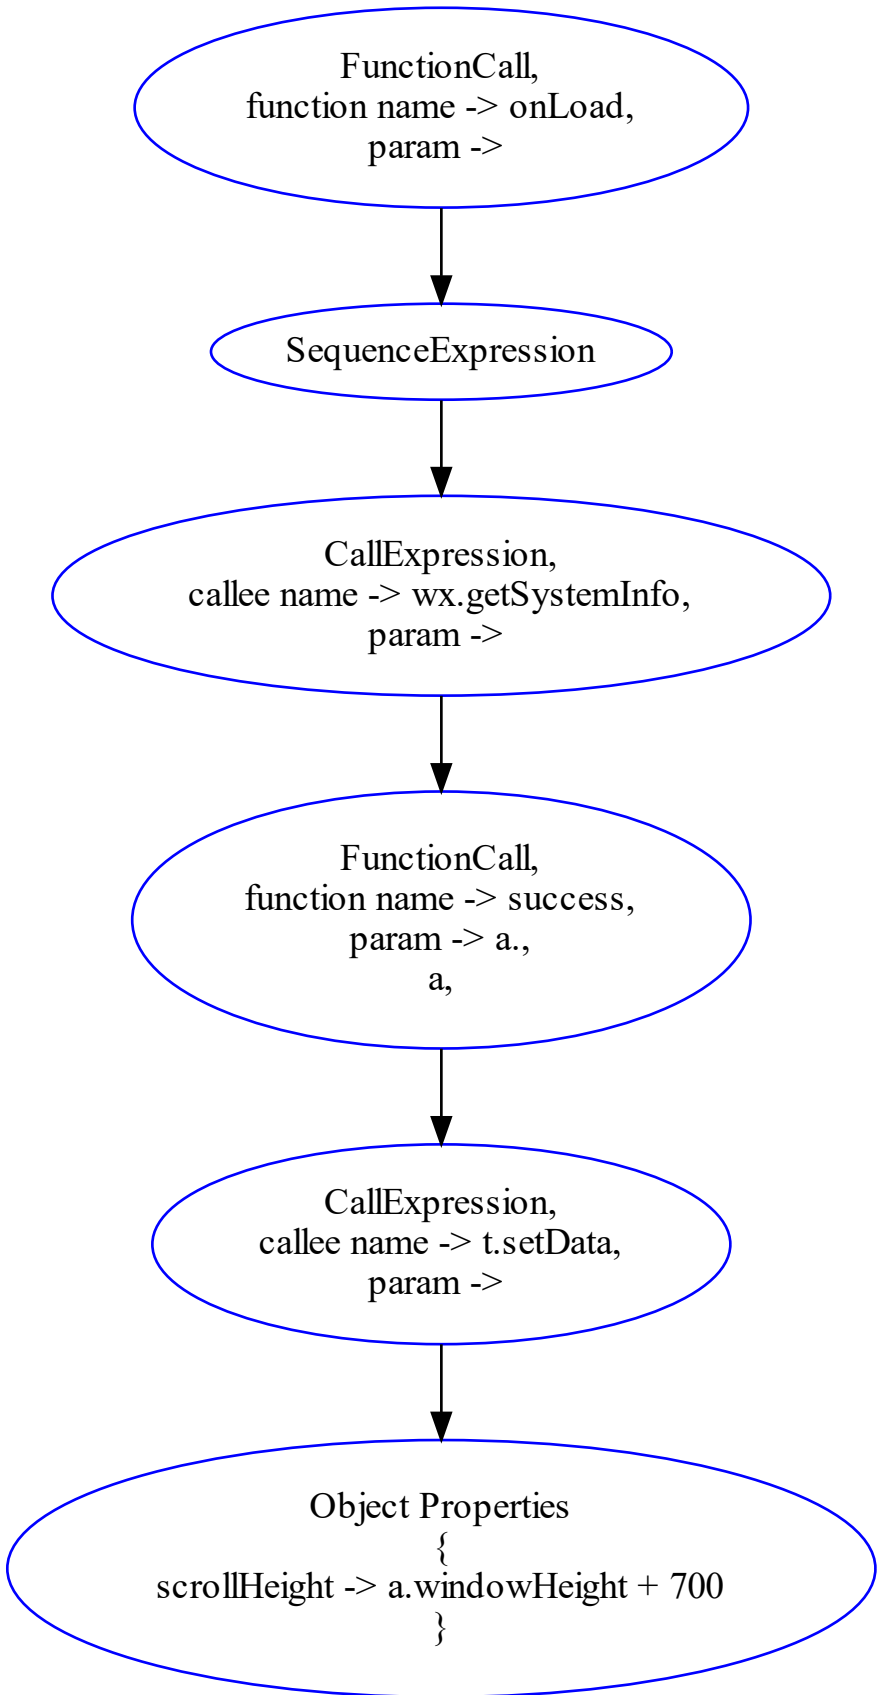 FunctionCall,
function name -> onLoad,
param ->
SequenceExpression
CallExpression,
callee name -> wx.getSystemInfo,
param ->
FunctionCall,
function name -> success,
param -> a.,
a,
CallExpression,
callee name -> t.setData,
param ->
Object Properties
{
scrollHeight -> a.windowHeight + 700
}